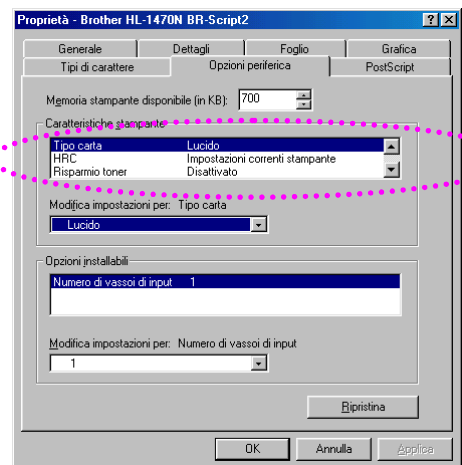 Proprietà - Brother HL-1470N BR-Script2
Generale Dettagli Foglio Grafica
Tipi di carattere Opzioni periferica PostScript
Memoria stampante disponibile (in KB): 700
Caratteristiche stampante
Tipo carta Lucido
HRC Impostazioni correnti stampante
Risparmio toner Disattivato
Modifica impostazioni per: Tipo carta
Lucido
Opzioni installabili
Numero di vassoi di input 1
Modifica impostazioni per: Numero di vassoi di input
1
Ripristina
OK Annulla Applica